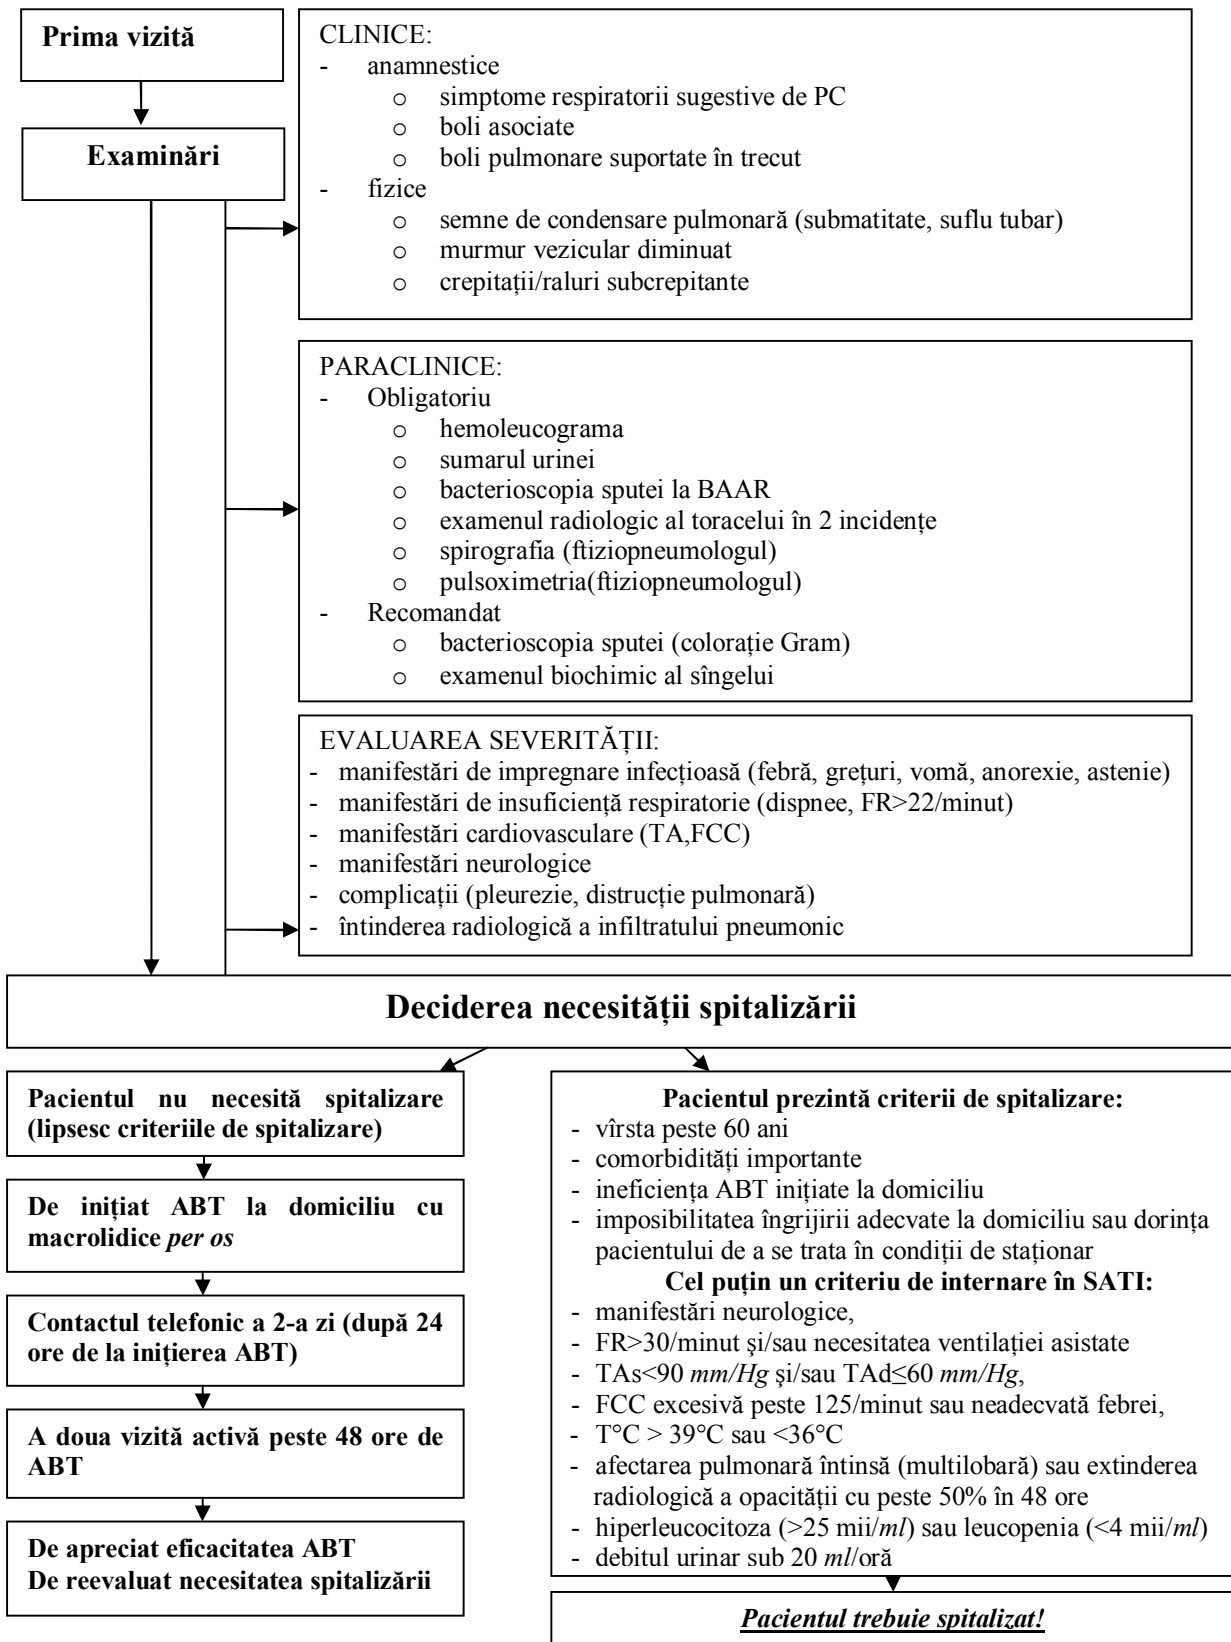 Prima vizită
Examinări
CLINICE:
- anamnestice
o simptome respiratorii sugestive de PC
o boli asociate
o boli pulmonare suportate în trecut
- fizice
o semne de condensare pulmonară (submatitate, suflu tubar)
o murmur vezicular diminuat
o crepitații/raluri subcrepitante
PARACLINICE:
- Obligatoriu
o hemoleucograma
o sumarul urinei
o bacterioscopia sputei la BAAR
o examenul radiologic al toracelui în 2 incidențe
o spirografia (ftiziopneumologul)
o pulsoximetria(ftiziopneumologul)
- Recomandat
o bacterioscopia sputei (colorație Gram)
o examenul biochimic al sîngelui
EVALUAREA SEVERITĂȚII:
- manifestări de impregnare infecțioasă (febră, grețuri, vomă, anorexie, astenie)
- manifestări de insuficiență respiratorie (dispnee, FR>22/minut)
- manifestări cardiovasculare (TA,FCC)
- manifestări neurologice
- complicații (pleurezie, distrucție pulmonară)
- întinderea radiologică a infiltratului pneumonic
Deciderea necesității spitalizării
Pacientul nu necesită spitalizare
(lipsesc criteriile de spitalizare)
De inițiat ABT la domiciliu cu
macrolidice per os
Contactul telefonic a 2-a zi (după 24
ore de la inițierea ABT)
A doua vizită activă peste 48 ore de
ABT
De apreciat eficacitatea ABT
De reevaluat necesitatea spitalizării
Pacientul prezintă criterii de spitalizare:
- vîrsta peste 60 ani
- comorbidități importante
- ineficiența ABT inițiate la domiciliu
- imposibilitatea îngrijirii adecvate la domiciliu sau dorința
pacientului de a se trata în condiții de staționar
Cel puțin un criteriu de internare în SATI:
- manifestări neurologice,
- FR>30/minut şi/sau necesitatea ventilației asistate
- TAs<90 mm/Hg şi/sau TAd≤60 mm/Hg,
- FCC excesivă peste 125/minut sau neadecvată febrei,
- T°C > 39°C sau <36°C
- afectarea pulmonară întinsă (multilobară) sau extinderea
radiologică a opacității cu peste 50% în 48 ore
- hiperleucocitoza (>25 mii/ml) sau leucopenia (<4 mii/ml)
- debitul urinar sub 20 ml/oră
Pacientul trebuie spitalizat!